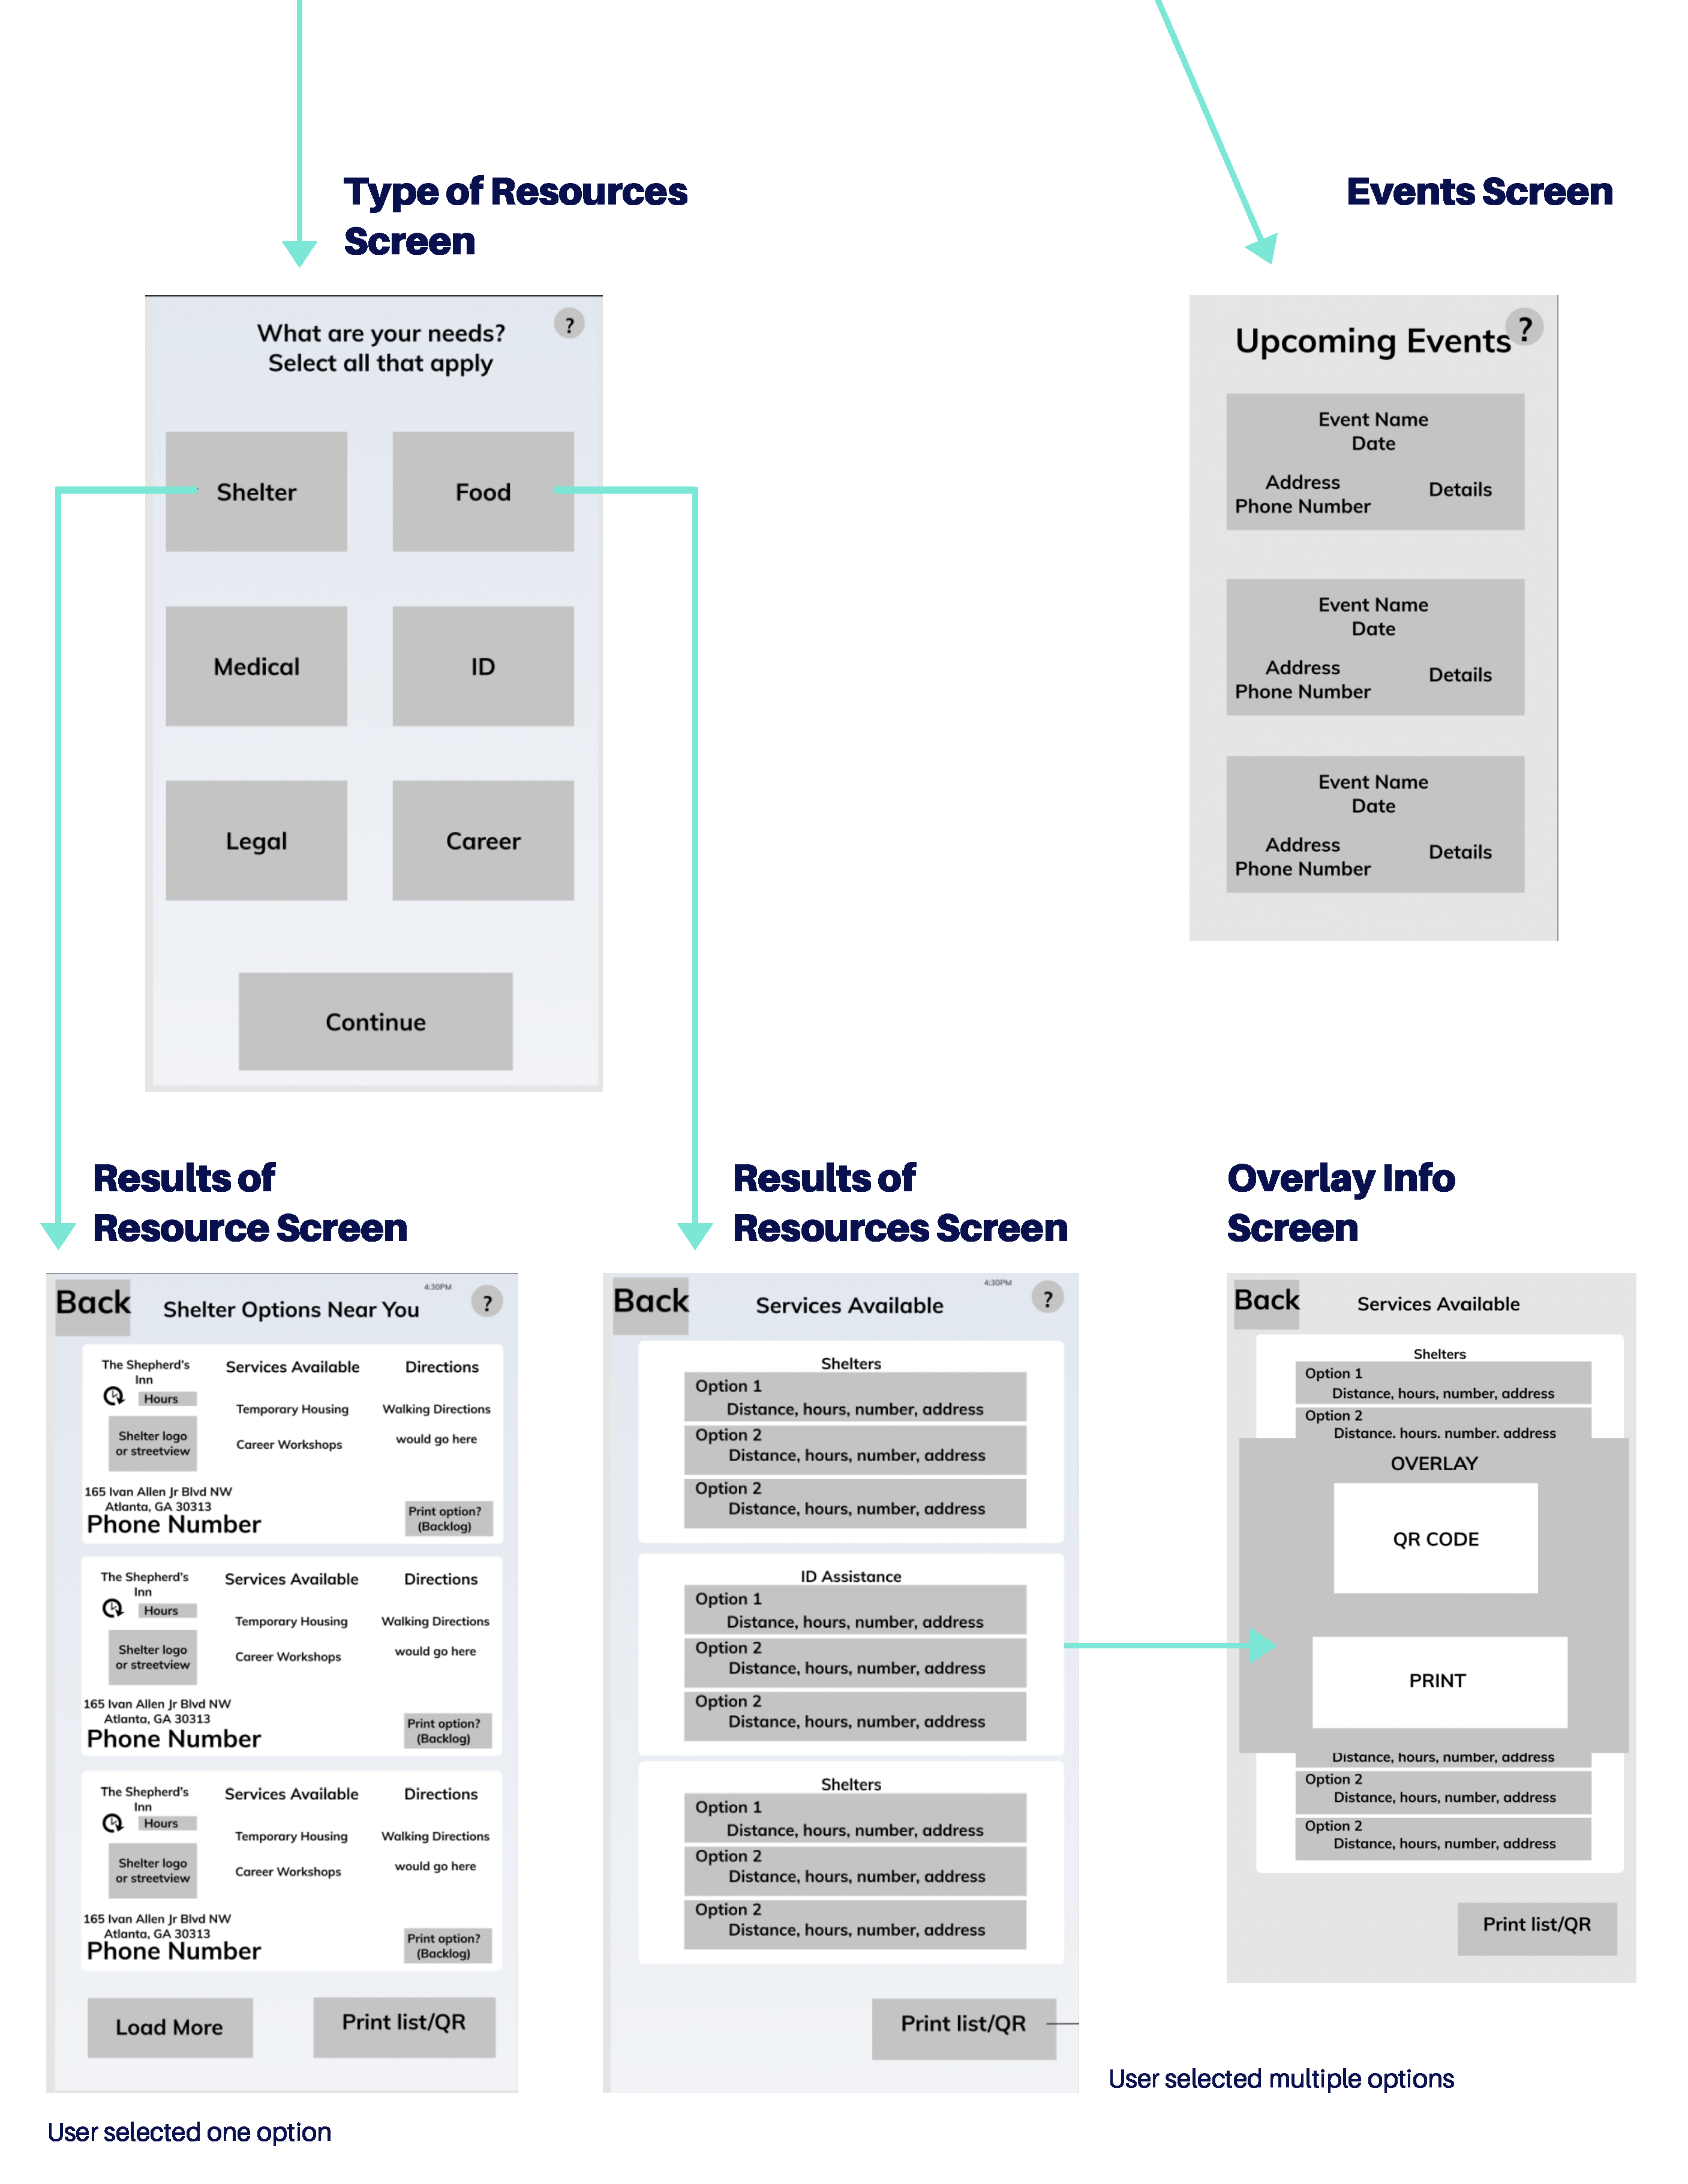 Type of Resources
Screen
What are your needs?
Select all that apply
?
Shelter
Food
Medical
ID
Legal
Career
Continue
Events Screen
Upcoming Events
?
Event Name
Date
Address
Phone Number
Details
Event Name
Date
Address
Phone Number
Details
Event Name
Date
Address
Phone Number
Details
Results of
Resource Screen
Back
Shelter Options Near You
4:30PM
?
The Shepherd's
Inn
Hours
Shelter logo
or streetview
165 Ivan Allen Jr Blvd NW
Atlanta, GA 30313
Phone Number
Services Available
Temporary Housing
Career Workshops
Directions
Walking Directions
would go here
Print option?
(Backlog)
The Shepherd's
Inn
Hours
Shelter logo
or streetview
165 Ivan Allen Jr Blvd NW
Atlanta, GA 30313
Phone Number
Services Available
Temporary Housing
Career Workshops
Directions
Walking Directions
would go here
Print option?
(Backlog)
The Shepherd's
Inn
Hours
Shelter logo
or streetview
165 Ivan Allen Jr Blvd NW
Atlanta, GA 30313
Phone Number
Services Available
Temporary Housing
Career Workshops
Directions
Walking Directions
would go here
Print option?
(Backlog)
Load More
Print list/QR
User selected one option
Results of
Resources Screen
Back
Services Available
4:30PM
?
Shelters
Option 1
Distance, hours, number, address
Option 2
Distance, hours, number, address
Option 2
Distance, hours, number, address
ID Assistance
Option 1
Distance, hours, number, address
Option 2
Distance, hours, number, address
Option 2
Distance, hours, number, address
Shelters
Option 1
Distance, hours, number, address
Option 2
Distance, hours, number, address
Option 2
Distance, hours, number, address
Print list/QR
User selected multiple options
Overlay Info
Screen
Back
Services Available
Shelters
Option 1
Distance, hours, number, address
Option 2
Distance, hours, number, address
OVERLAY
QR CODE
PRINT
Distance, hours, number, address
Option 2
Distance, hours, number, address
Option 2
Distance, hours, number, address
Print list/QR